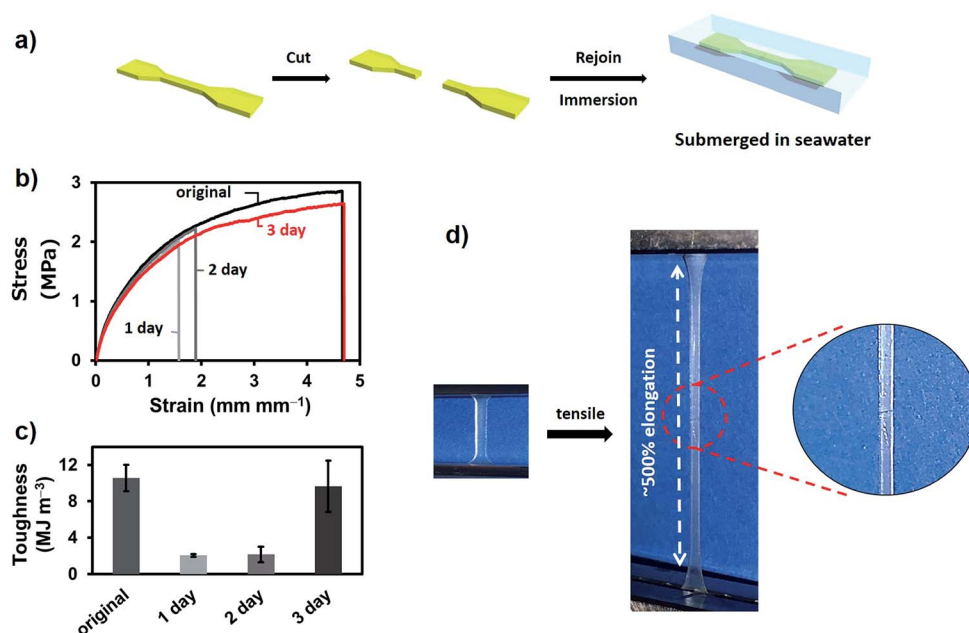 a)
Cut
Rejoin
Immersion
Submerged in seawater
b)
Stress
(MPa)
3
2
1
0
original
3 day
2 day
1 day
0 1 2 3 4 5
Strain (mm mm⁻¹)
c)
Toughness
(MJ m⁻³)
12
8
4
0
original
1 day
2 day
3 day
d)
tensile
~500% elongation